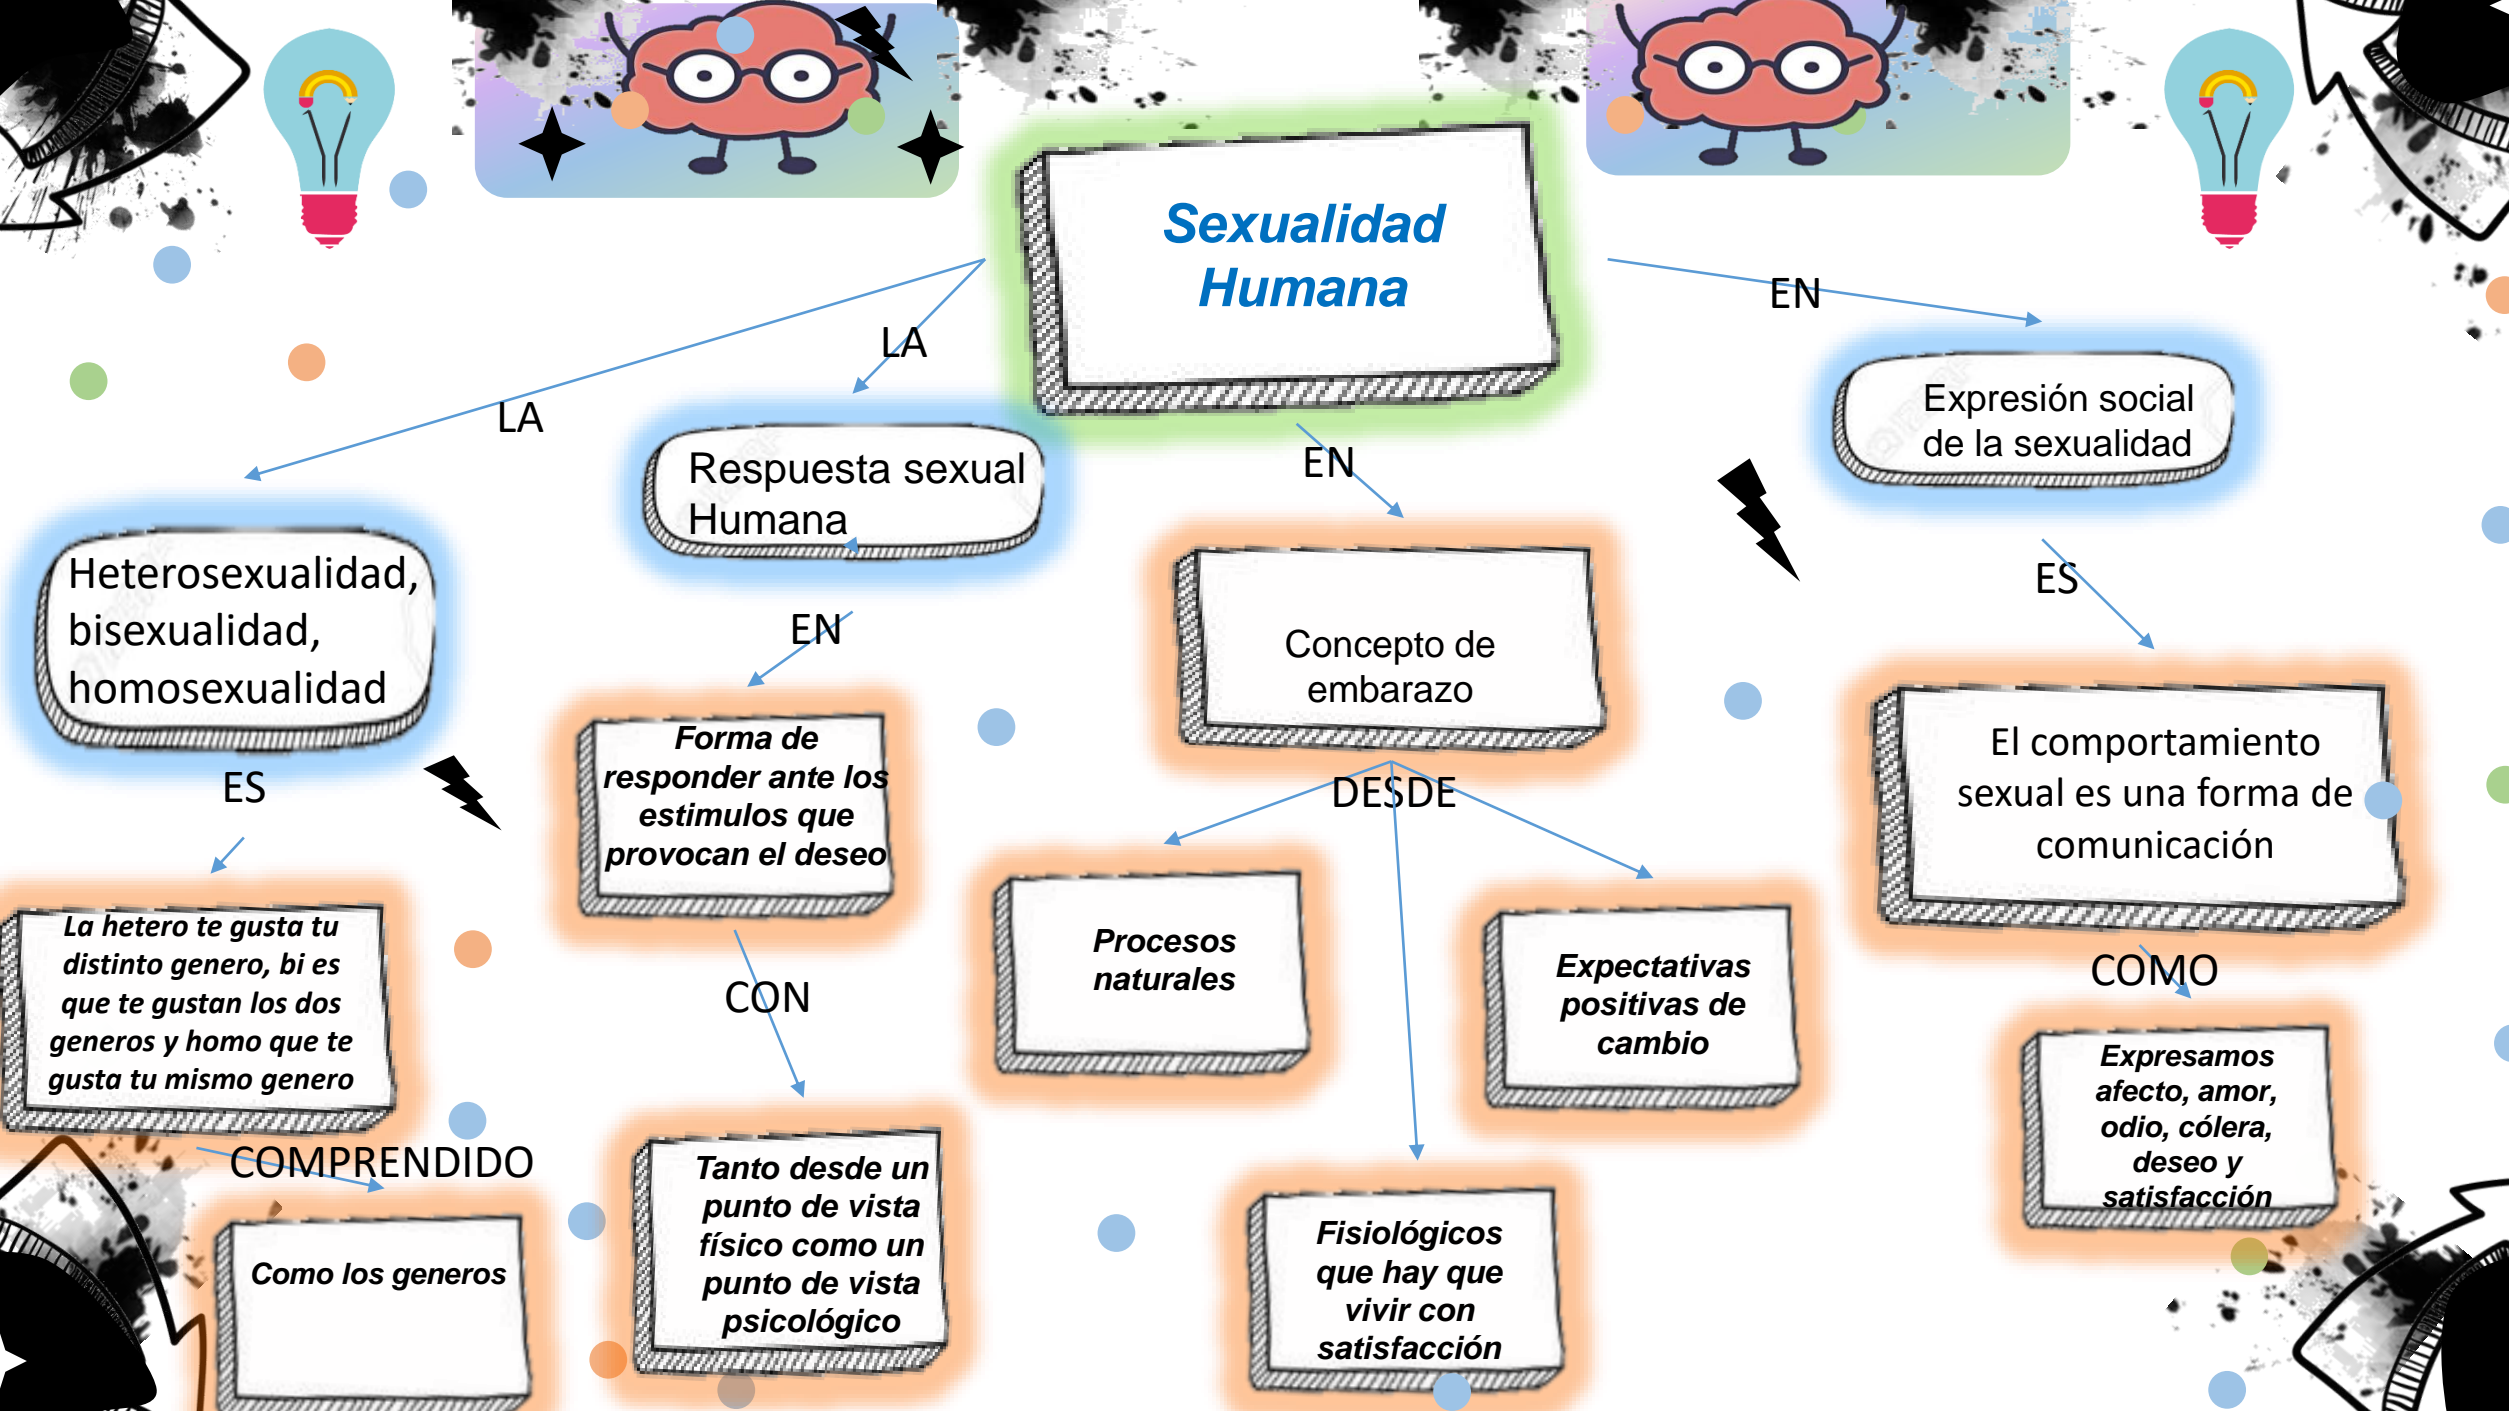 Sexualidad
Humana
LA
LA
EN
EN
Heterosexualidad,
bisexualidad,
homosexualidad
ES
La hetero te gusta tu
distinto genero, bi es
que te gustan los dos
generos y homo que te
gusta tu mismo genero
COMPRENDIDO
Como los generos
Respuesta sexual
Humana
EN
Forma de
responder ante los
estimulos que
provocan el deseo
CON
Tanto desde un
punto de vista
físico como un
punto de vista
psicológico
Concepto de
embarazo
DESDE
Procesos
naturales
Fisiológicos
que hay que
vivir con
satisfacción
Expectativas
positivas de
cambio
Expresión social
de la sexualidad
ES
El comportamiento
sexual es una forma de
comunicación
COMO
Expresamos
afecto, amor,
odio, cólera,
deseo y
satisfacción